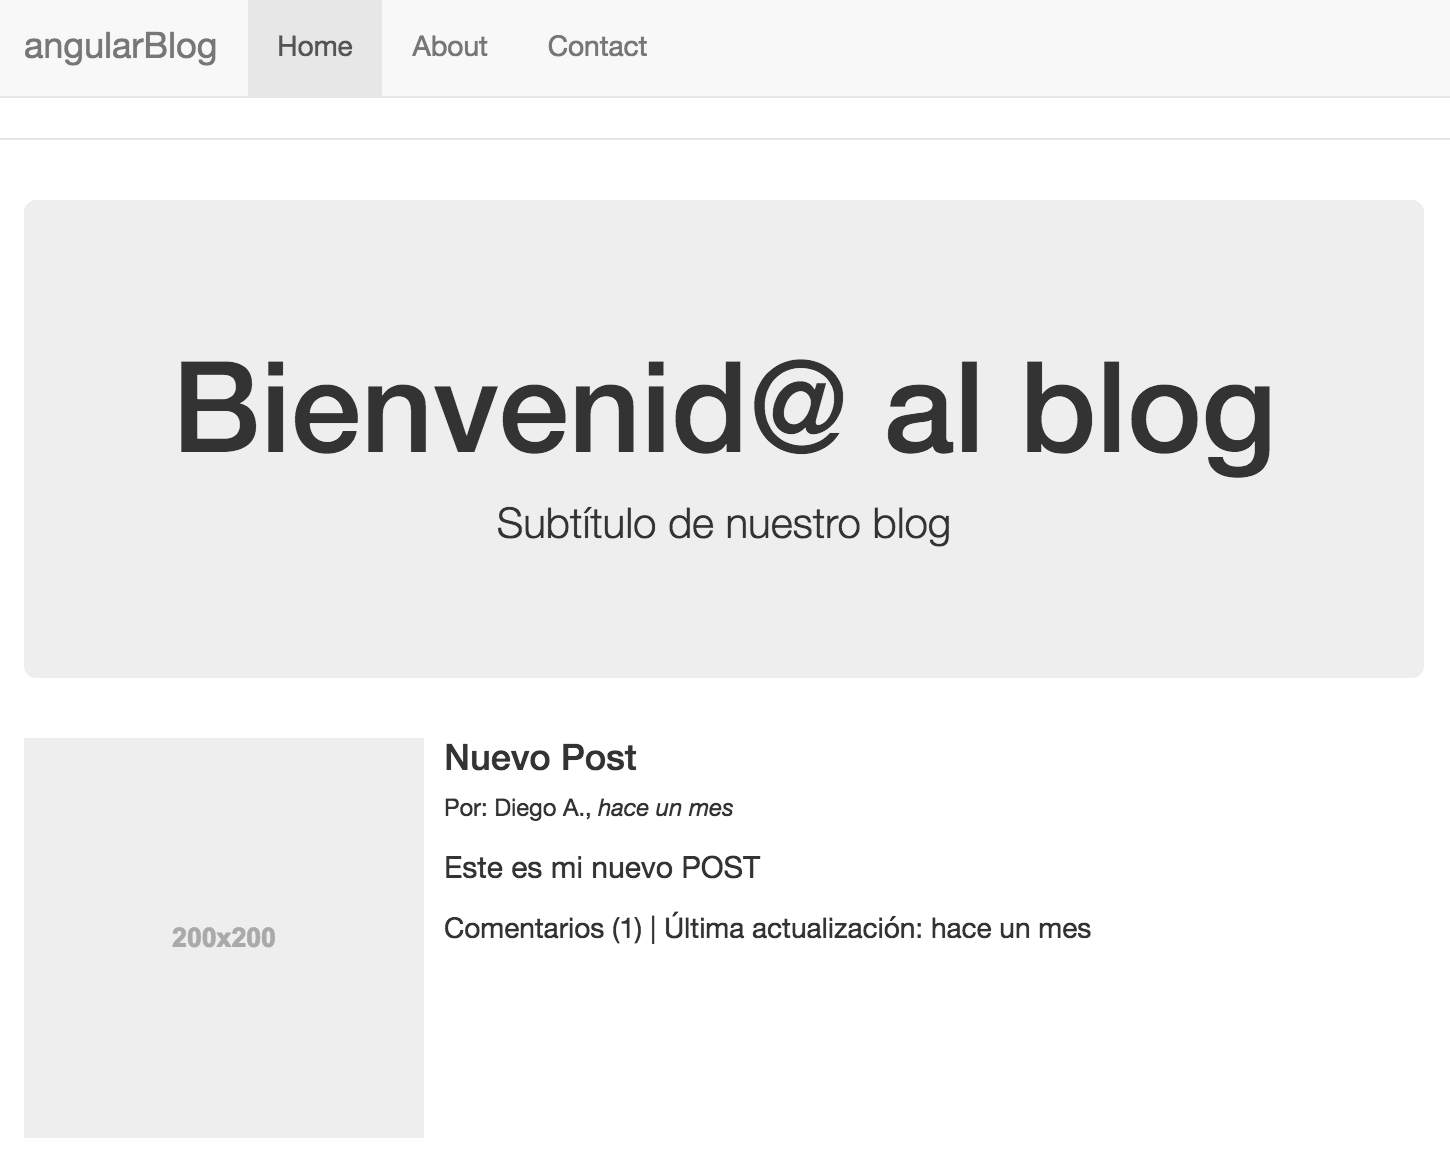 angularBlog Home About Contact
Bienvenid@ al blog
Subtítulo de nuestro blog
Nuevo Post
Por: Diego A., hace un mes
Este es mi nuevo POST
Comentarios (1) | Última actualización: hace un mes
200x200